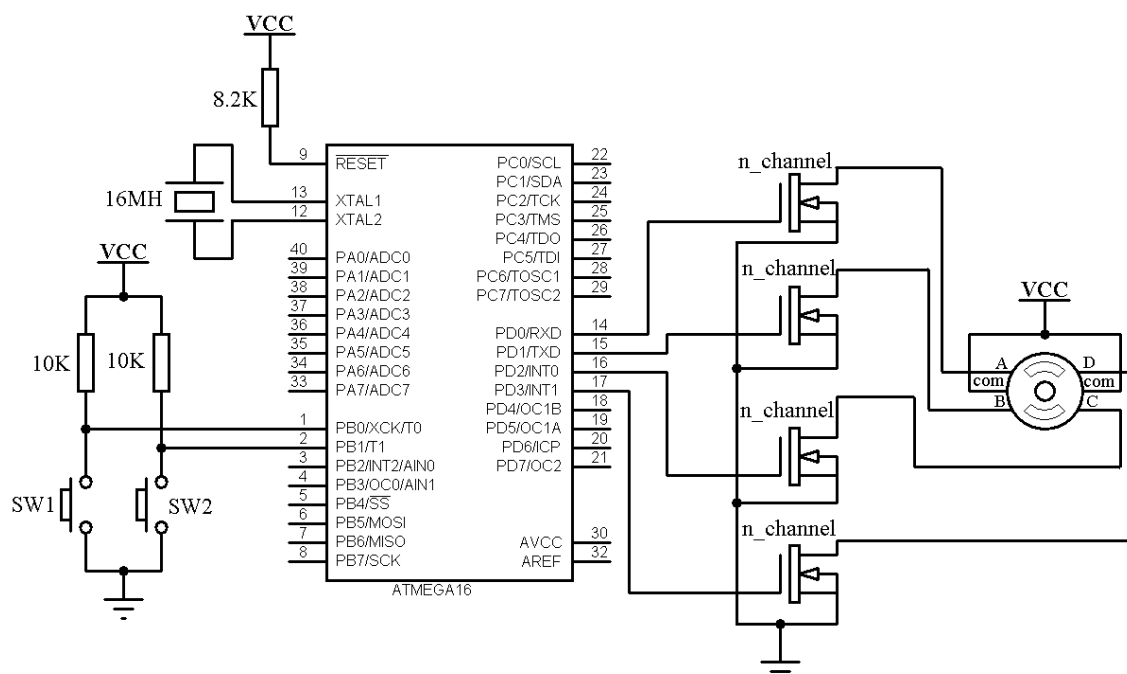 VCC
8.2K
16MH
VCC
10K
10K
SW1
SW2
9 RESET
13 XTAL1
12 XTAL2
40 PA0/ADC0
39 PA1/ADC1
38 PA2/ADC2
37 PA3/ADC3
36 PA4/ADC4
35 PA5/ADC5
34 PA6/ADC6
33 PA7/ADC7
1 PB0/XCK/T0
2 PB1/T1
3 PB2/INT2/AIN0
4 PB3/OC0/AIN1
5 PB4/SS
6 PB5/MOSI
7 PB6/MISO
8 PB7/SCK
PC0/SCL 22
PC1/SDA 23
PC2/TCK 24
PC3/TMS 25
PC4/TDO 26
PC5/TDI 27
PC6/TOSC1 28
PC7/TOSC2 29
PD0/RXD 14
PD1/TXD 15
PD2/INT0 16
PD3/INT1 17
PD4/OC1B 18
PD5/OC1A 19
PD6/ICP 20
PD7/OC2 21
AVCC 30
AREF 32
ATMEGA16
n_channel
n_channel
n_channel
n_channel
VCC
A D
com com
B C